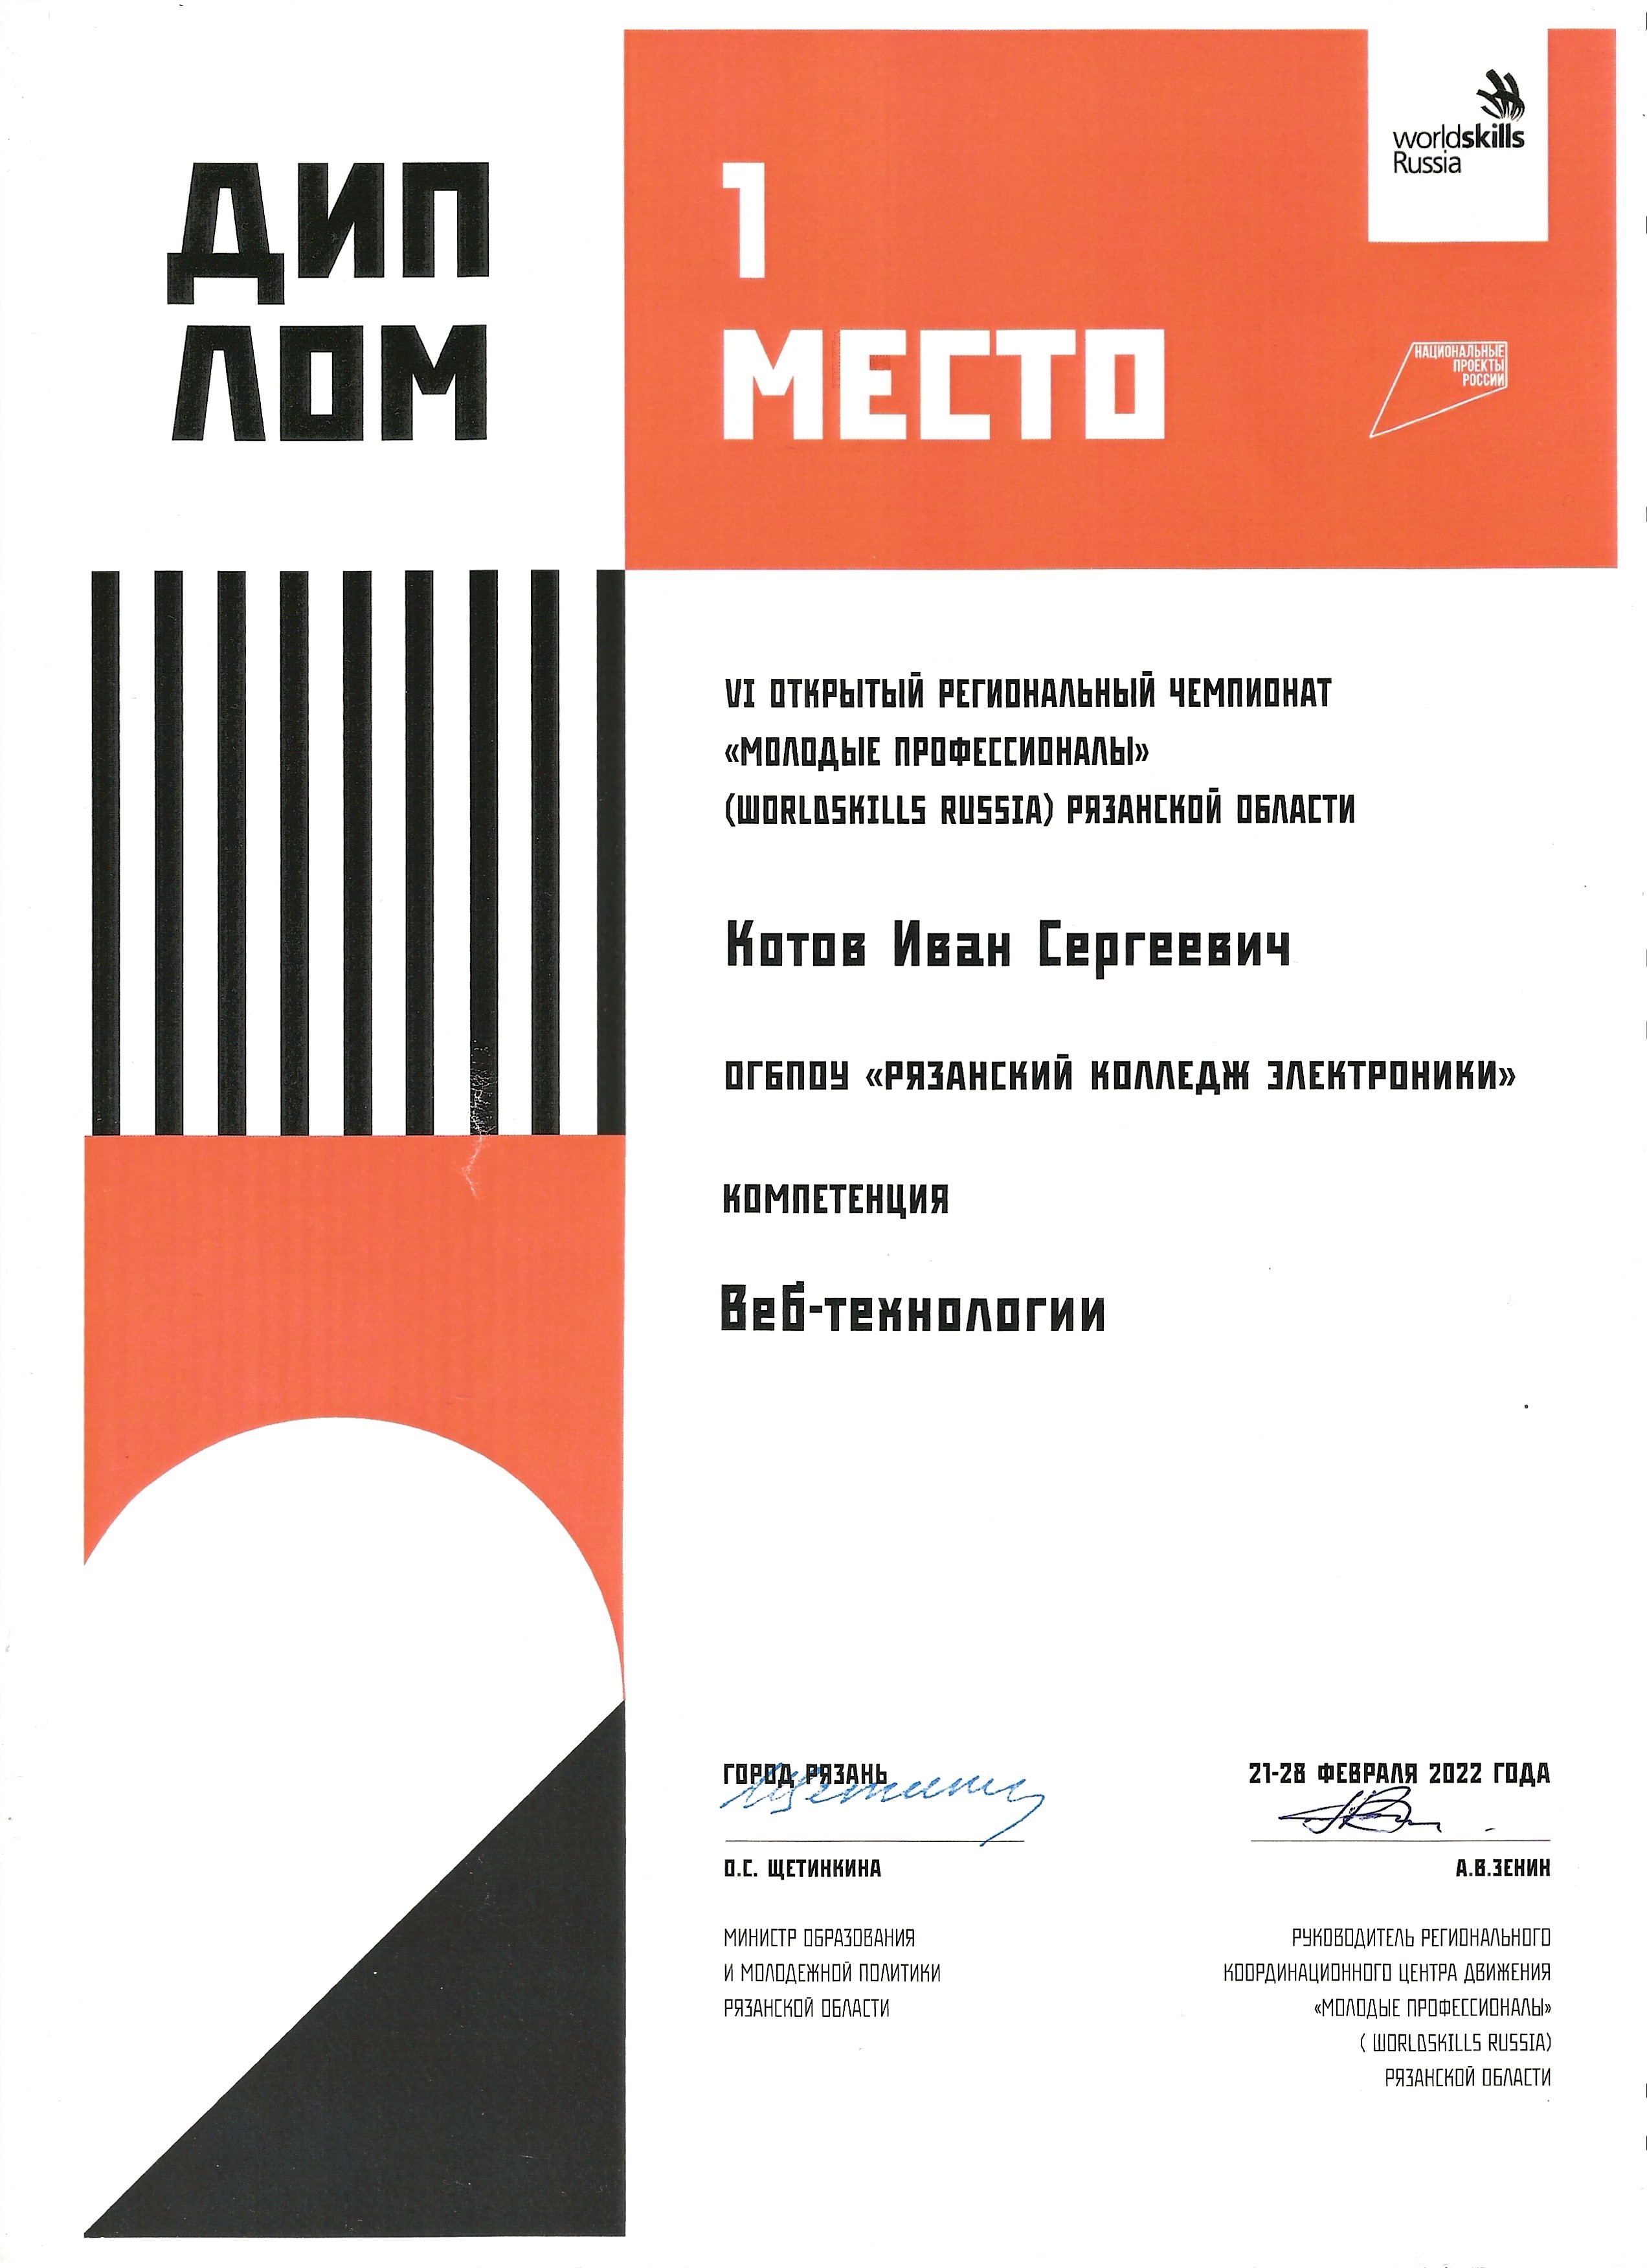 ДИП
ЛОМ
1
МЕСТО
worldskills
Russia
НАЦИОНАЛЬНЫЕ
ПРОЕКТЫ
РОССИИ
VI ОТКРЫТЫЙ РЕГИОНАЛЬНЫЙ ЧЕМПИОНАТ
«МОЛОДЫЕ ПРОФЕССИОНАЛЫ»
(WORLDSKILLS RUSSIA) РЯЗАНСКОЙ ОБЛАСТИ
Котов Иван Сергеевич
ОГБПОУ «РЯЗАНСКИЙ КОЛЛЕДЖ ЭЛЕКТРОНИКИ»
КОМПЕТЕНЦИЯ
Веб-технологии
ГОРОД РЯЗАНЬ
О.С. ЩЕТИНКИНА
МИНИСТР ОБРАЗОВАНИЯ
И МОЛОДЕЖНОЙ ПОЛИТИКИ
РЯЗАНСКОЙ ОБЛАСТИ
21-28 ФЕВРАЛЯ 2022 ГОДА
А.В.ЗЕНИН
РУКОВОДИТЕЛЬ РЕГИОНАЛЬНОГО
КООРДИНАЦИОННОГО ЦЕНТРА ДВИЖЕНИЯ
«МОЛОДЫЕ ПРОФЕССИОНАЛЫ»
( WORLDSKILLS RUSSIA)
РЯЗАНСКОЙ ОБЛАСТИ